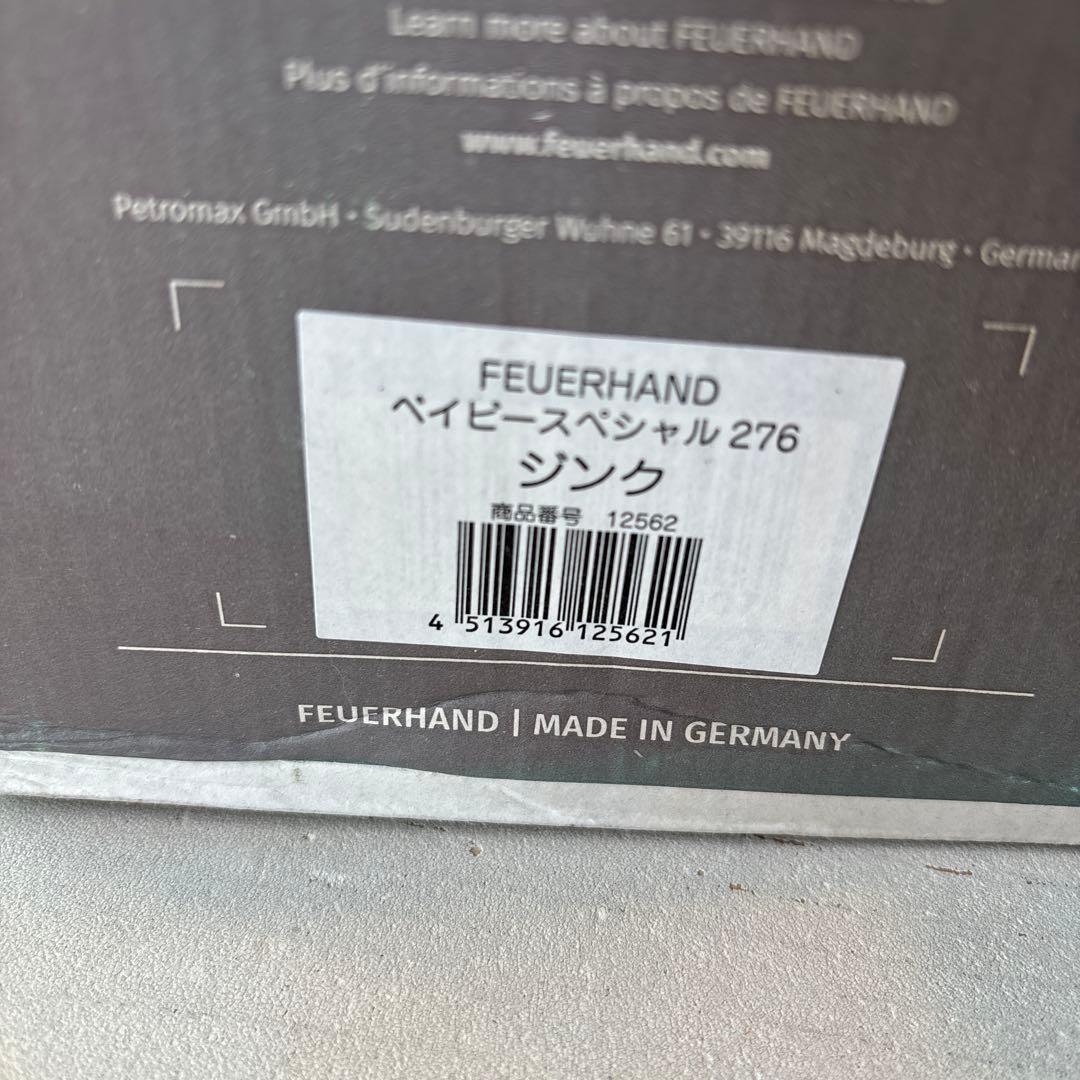 Learn more about FEUERHAND
Plus d'informations à propos de FEUERHAND
www.feuerhand.com
Petromax GmbH · Sudenburger Wuhne 61 · 39116 Magdeburg · German
FEUERHAND
ベイビースペシャル 276
ジンク
商品番号 12562
4 513916 125621
FEUERHAND | MADE IN GERMANY